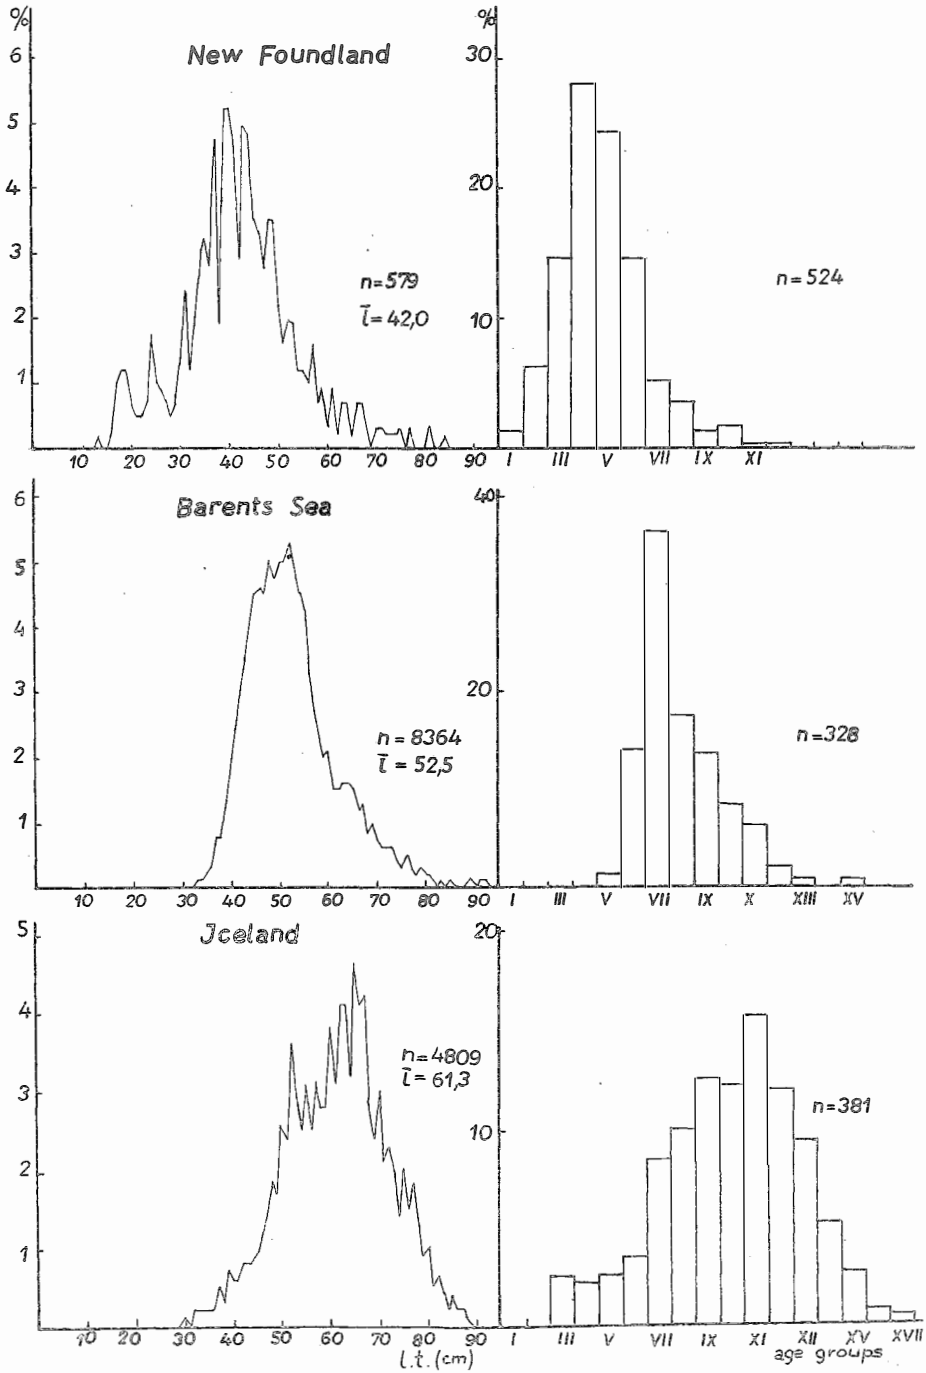 %
New Foundland
6
5
4
3
2
1
n=579
l̄=42,0
10 20 30 40 50 60 70 80 90
%
30
20
10
n=524
I III V VII IX XI
Barents Sea
6
5
4
3
2
1
n=8364
l̄=52,5
10 20 30 40 50 60 70 80 90
40
20
n=328
I III V VII IX X XIII XV
Jceland
5
4
3
2
1
n=4809
l̄=61,3
10 20 30 40 50 60 70 80 90
l.t.(cm)
20
10
n=381
I III V VII IX XI XII XV XVII
age groups